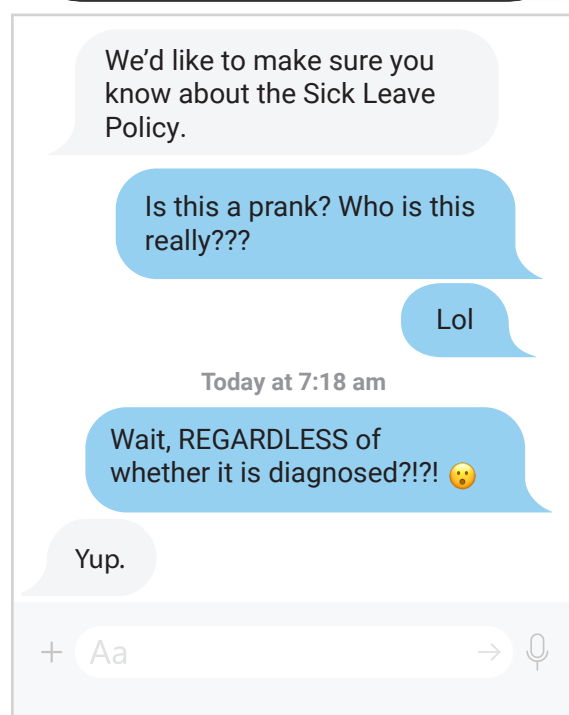 We’d like to make sure you
know about the Sick Leave
Policy.
Is this a prank? Who is this
really???
Lol
Today at 7:18 am
Wait, REGARDLESS of
whether it is diagnosed?!?! 😮
Yup.
+ Aa